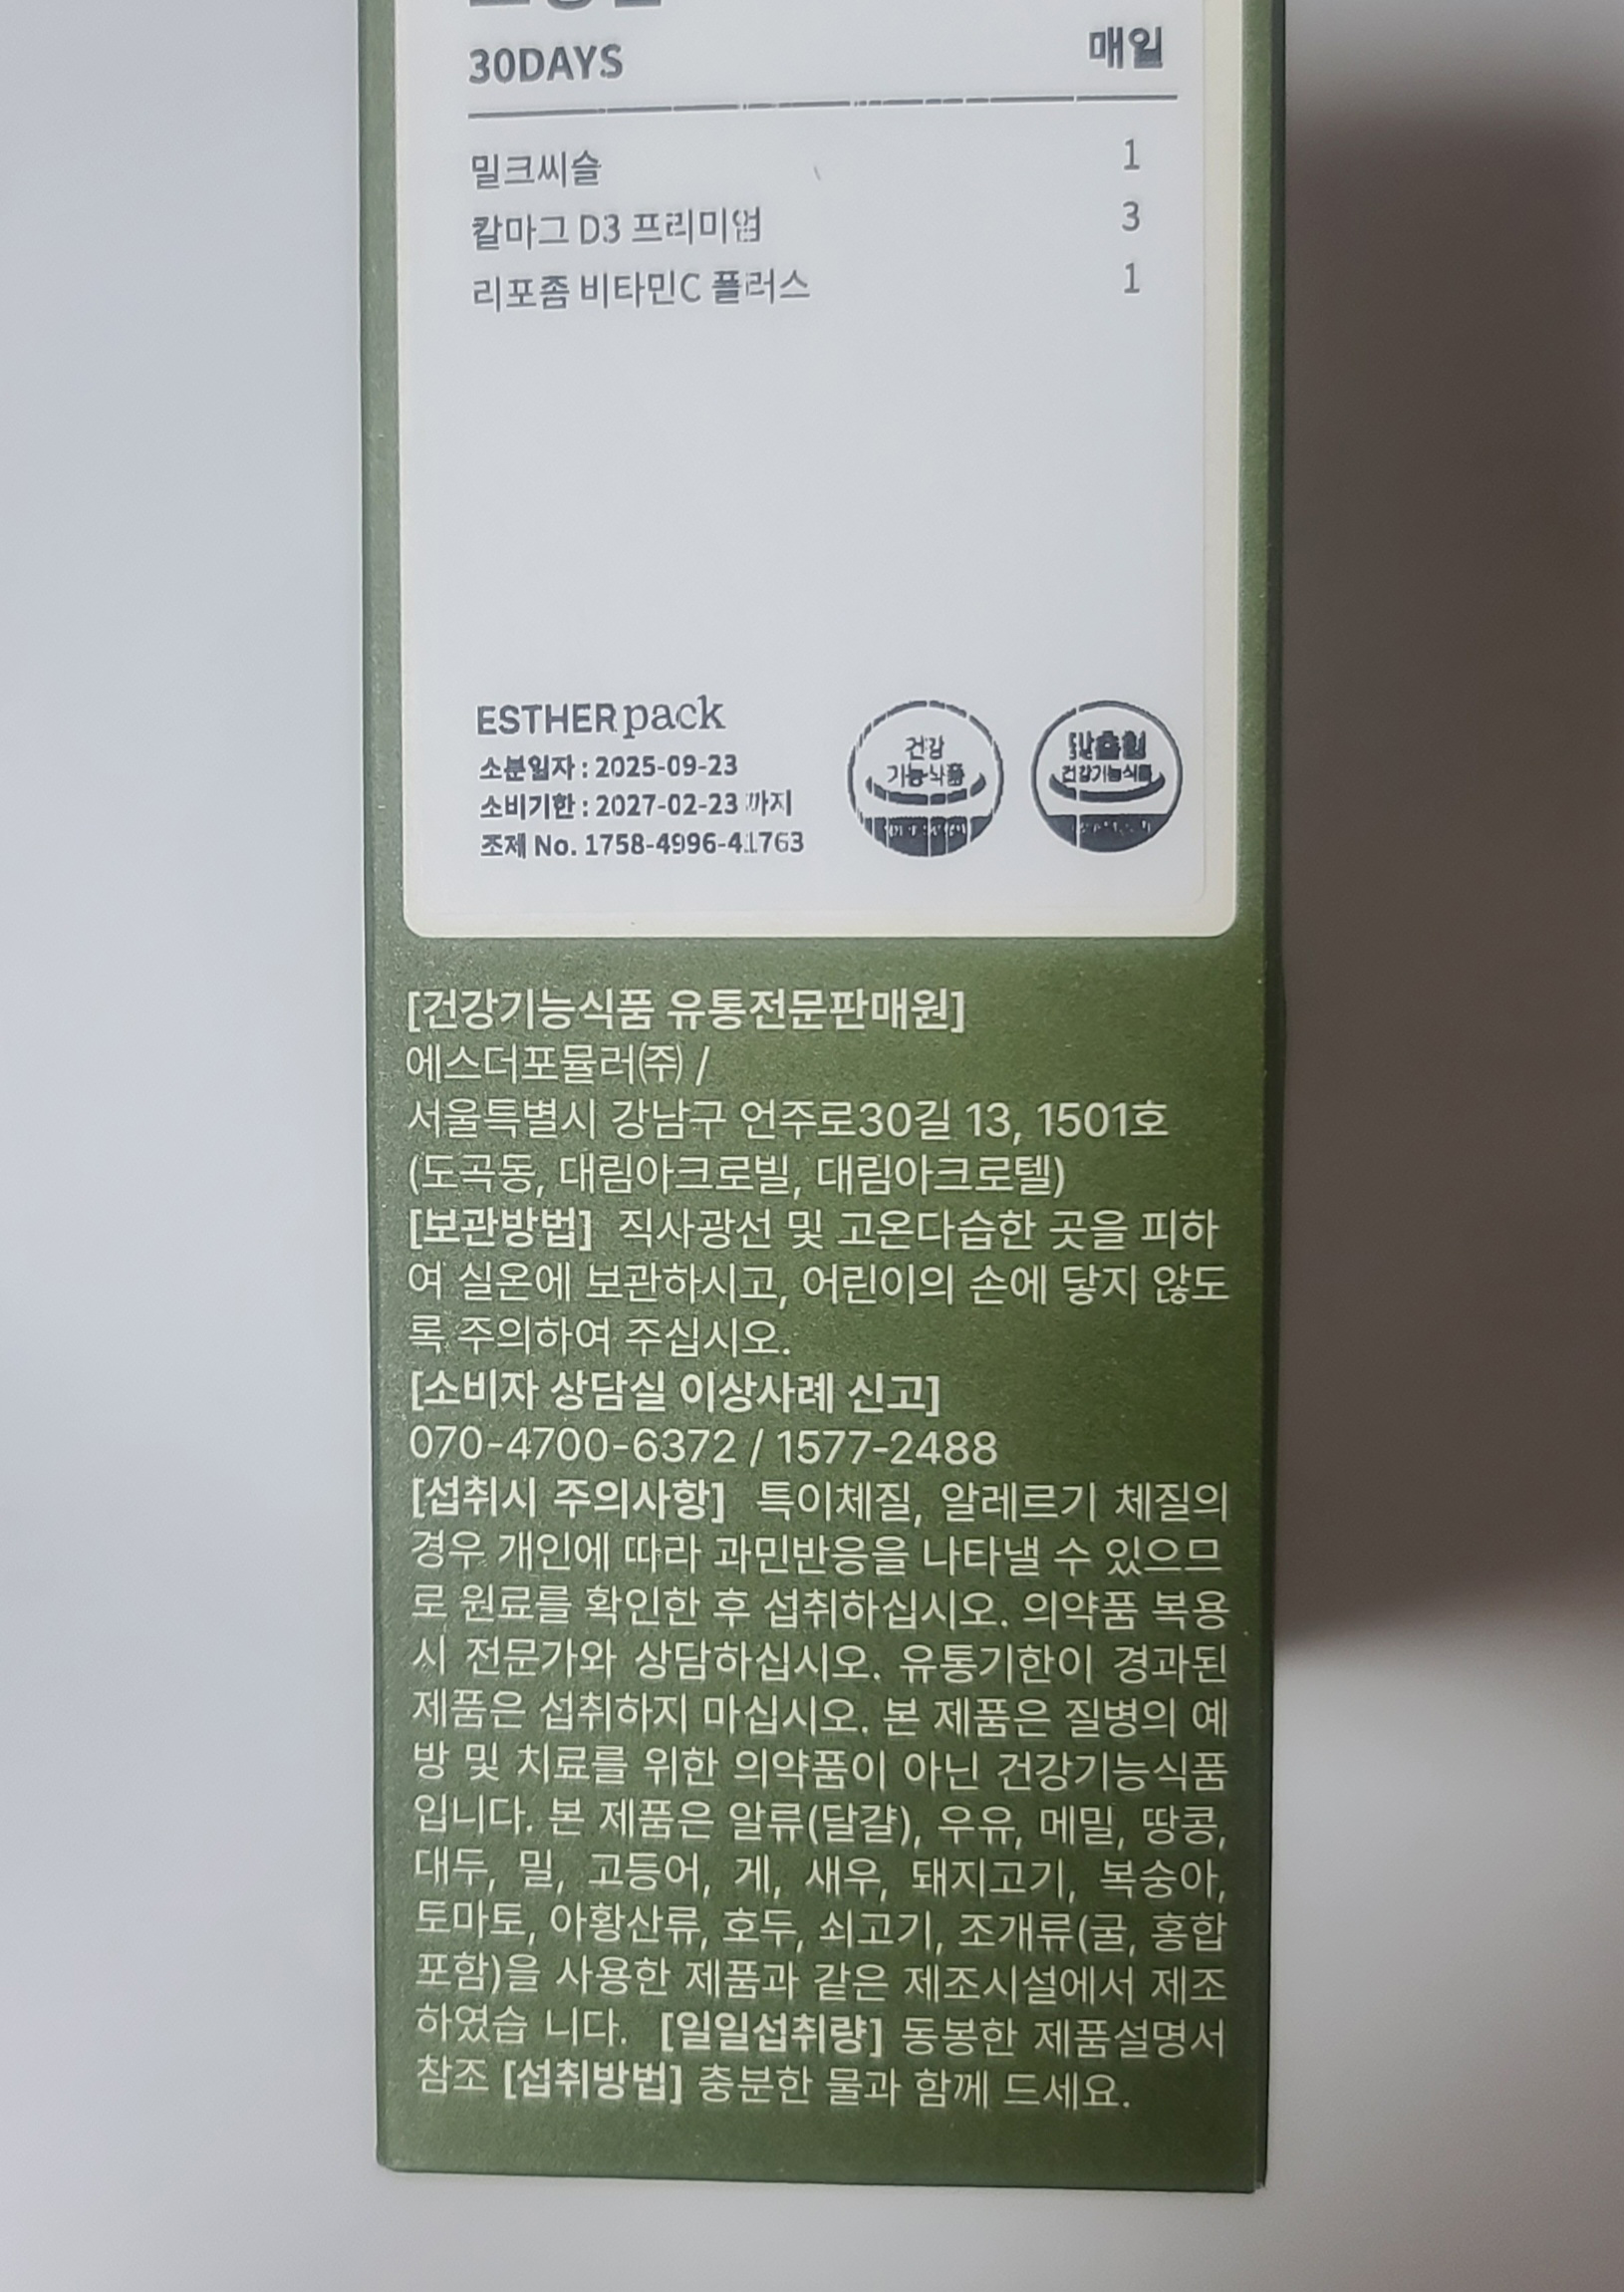 30DAYS 매일
밀크씨슬 1
칼마그 D3 프리미엄 3
리포좀 비타민C 플러스 1
ESTHER pack
소분일자 : 2025-09-23
소비기한 : 2027-02-23 까지
조제 No. 1758-4996-41763
건강
기능식품
맞춤형
건강기능식품
[건강기능식품 유통전문판매원]
에스더포뮬러㈜ /
서울특별시 강남구 언주로30길 13, 1501호
(도곡동, 대림아크로빌, 대림아크로텔)
[보관방법] 직사광선 및 고온다습한 곳을 피하
여 실온에 보관하시고, 어린이의 손에 닿지 않도
록 주의하여 주십시오.
[소비자 상담실 이상사례 신고]
070-4700-6372 / 1577-2488
[섭취시 주의사항] 특이체질, 알레르기 체질의
경우 개인에 따라 과민반응을 나타낼 수 있으므
로 원료를 확인한 후 섭취하십시오. 의약품 복용
시 전문가와 상담하십시오. 유통기한이 경과된
제품은 섭취하지 마십시오. 본 제품은 질병의 예
방 및 치료를 위한 의약품이 아닌 건강기능식품
입니다. 본 제품은 알류(달걀), 우유, 메밀, 땅콩,
대두, 밀, 고등어, 게, 새우, 돼지고기, 복숭아,
토마토, 아황산류, 호두, 쇠고기, 조개류(굴, 홍합
포함)을 사용한 제품과 같은 제조시설에서 제조
하였습 니다. [일일섭취량] 동봉한 제품설명서
참조 [섭취방법] 충분한 물과 함께 드세요.